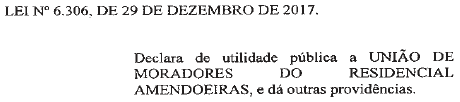 LEI Nº 6.306, DE 29 DE DEZEMBRO DE 2017.
Declara de utilidade pública a UNIÃO DE
MORADORES DO RESIDENCIAL
AMENDOEIRAS, e dá outras providências.